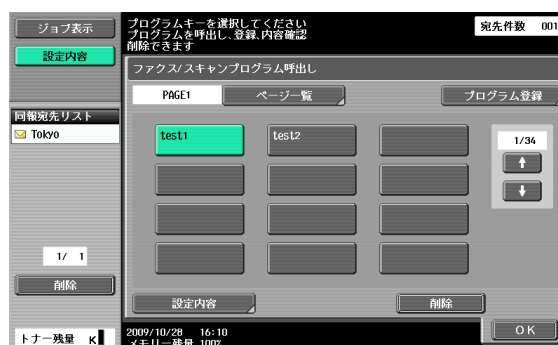 ジョブ表示
設定内容
プログラムキーを選択してください
プログラムを呼出し、登録、内容確認
削除できます
宛先件数 001
ファクス/スキャンプログラム呼出し
PAGE1
ページ一覧
プログラム登録
同報宛先リスト
Tokyo
test1
test2
1/34
↑
↓
1/ 1
削除
設定内容
削除
トナー残量 K
2009/10/28 16:10
メモリー残量 100%
OK